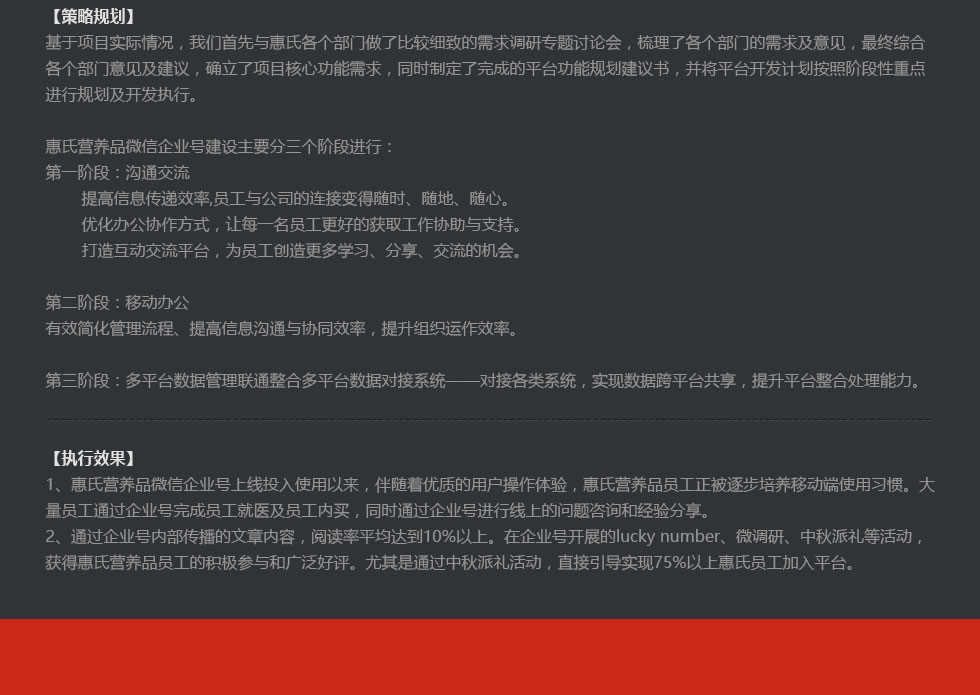 【策略规划】
基于项目实际情况，我们首先与惠氏各个部门做了比较细致的需求调研专题讨论会，梳理了各个部门的需求及意见，最终综合
各个部门意见及建议，确立了项目核心功能需求，同时制定了完成的平台功能规划建议书，并将平台开发计划按照阶段性重点
进行规划及开发执行。
惠氏营养品微信企业号建设主要分三个阶段进行：
第一阶段：沟通交流
提高信息传递效率,员工与公司的连接变得随时、随地、随心。
优化办公协作方式，让每一名员工更好的获取工作协助与支持。
打造互动交流平台，为员工创造更多学习、分享、交流的机会。
第二阶段：移动办公
有效简化管理流程、提高信息沟通与协同效率，提升组织运作效率。
第三阶段：多平台数据管理联通整合多平台数据对接系统——对接各类系统，实现数据跨平台共享，提升平台整合处理能力。
【执行效果】
1、惠氏营养品微信企业号上线投入使用以来，伴随着优质的用户操作体验，惠氏营养品员工正被逐步培养移动端使用习惯。大
量员工通过企业号完成员工就医及员工内买，同时通过企业号进行线上的问题咨询和经验分享。
2、通过企业号内部传播的文章内容，阅读率平均达到10%以上。在企业号开展的lucky number、微调研、中秋派礼等活动，
获得惠氏营养品员工的积极参与和广泛好评。尤其是通过中秋派礼活动，直接引导实现75%以上惠氏员工加入平台。